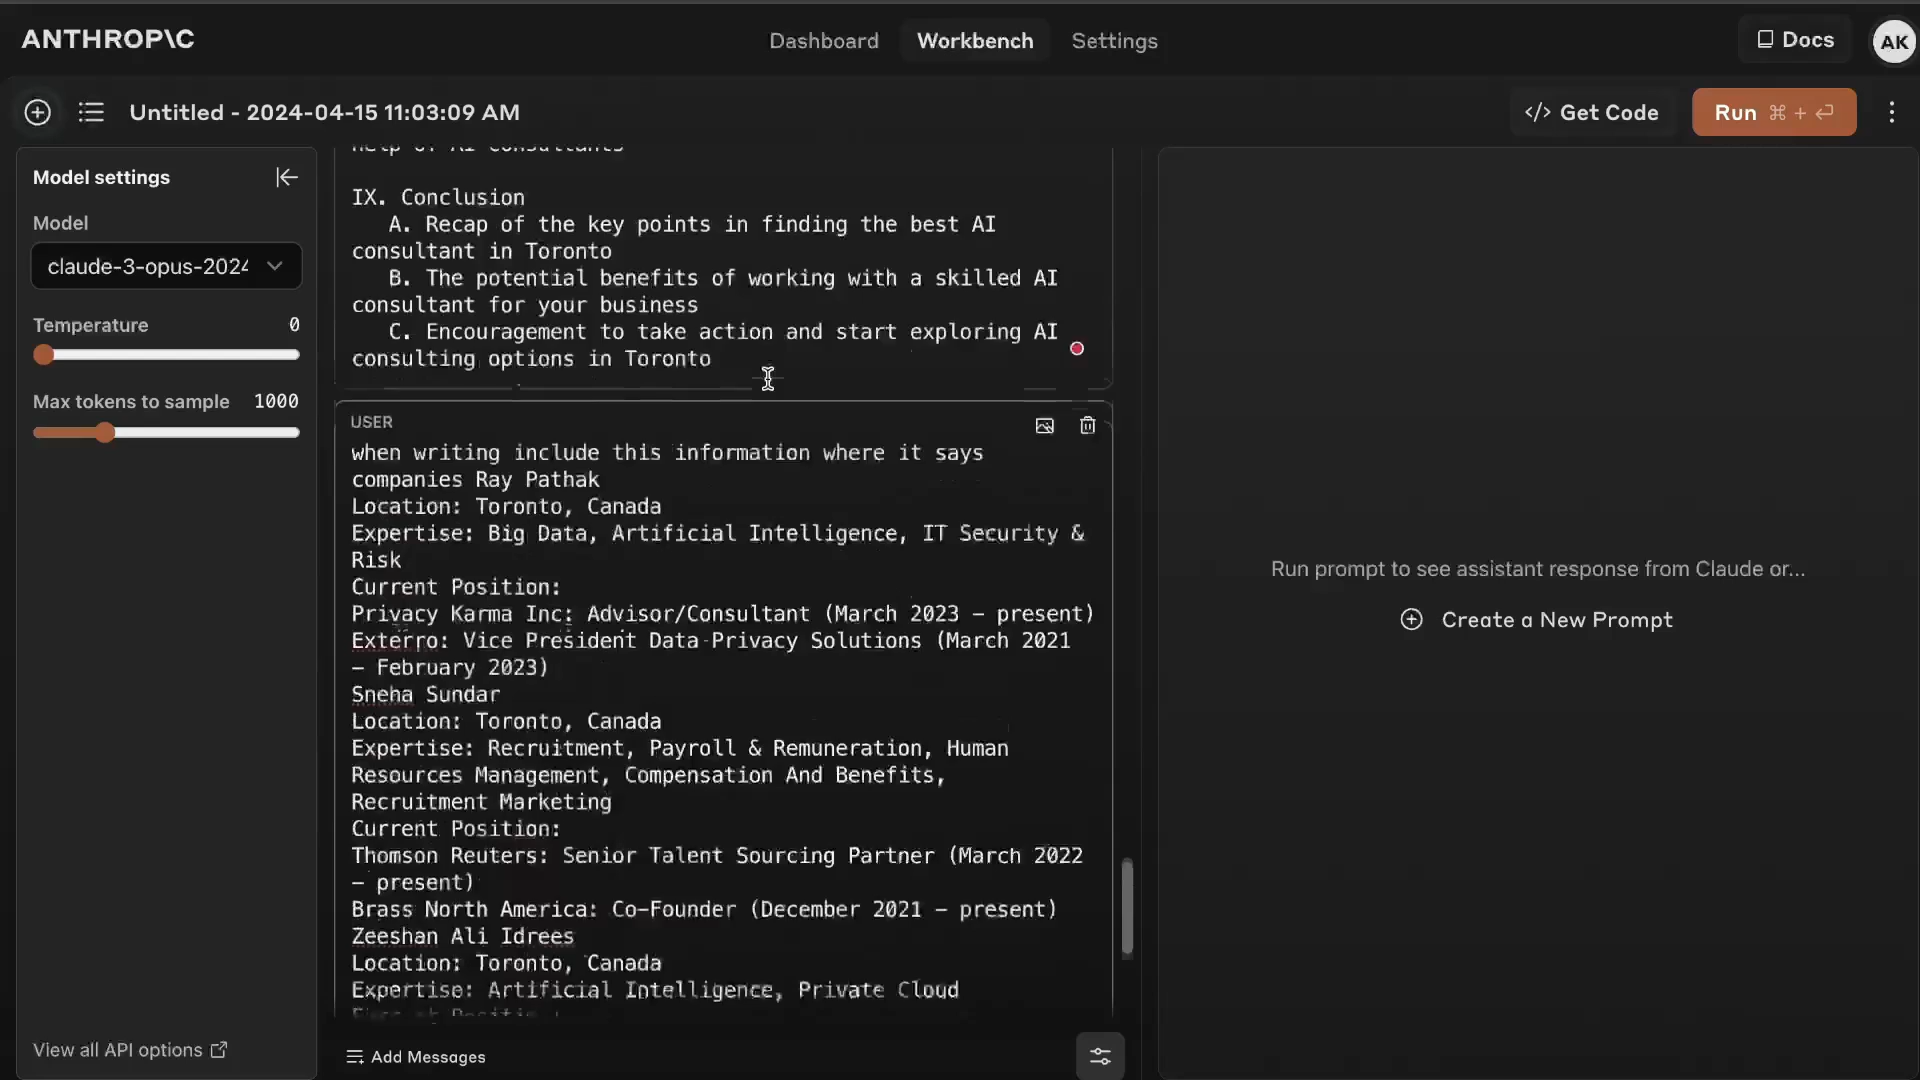 ANTHROP\C
Dashboard
Workbench
Settings
Docs
AK
Untitled - 2024-04-15 11:03:09 AM
</> Get Code
Run ⌘ + ⏎
Model settings
Model
claude-3-opus-2024
Temperature 0
Max tokens to sample 1000
View all API options
help of AI consultants
IX. Conclusion
A. Recap of the key points in finding the best AI
consultant in Toronto
B. The potential benefits of working with a skilled AI
consultant for your business
C. Encouragement to take action and start exploring AI
consulting options in Toronto
USER
when writing include this information where it says
companies Ray Pathak
Location: Toronto, Canada
Expertise: Big Data, Artificial Intelligence, IT Security &
Risk
Current Position:
Privacy Karma Inc: Advisor/Consultant (March 2023 – present)
Exterro: Vice President Data Privacy Solutions (March 2021
– February 2023)
Sneha Sundar
Location: Toronto, Canada
Expertise: Recruitment, Payroll & Remuneration, Human
Resources Management, Compensation And Benefits,
Recruitment Marketing
Current Position:
Thomson Reuters: Senior Talent Sourcing Partner (March 2022
– present)
Brass North America: Co-Founder (December 2021 – present)
Zeeshan Ali Idrees
Location: Toronto, Canada
Expertise: Artificial Intelligence, Private Cloud
Add Messages
Run prompt to see assistant response from Claude or...
Create a New Prompt